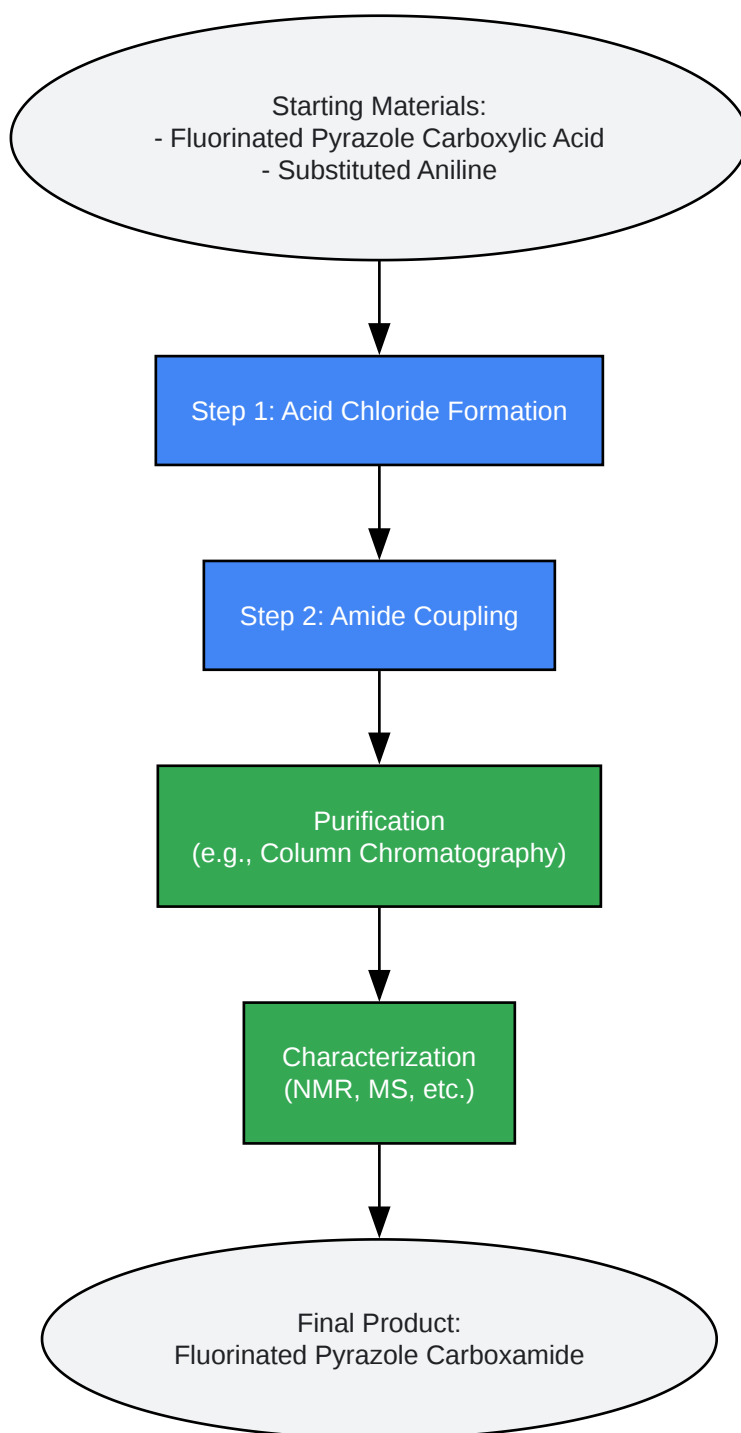 Starting Materials:
- Fluorinated Pyrazole Carboxylic Acid
- Substituted Aniline
Step 1: Acid Chloride Formation
Step 2: Amide Coupling
Purification
(e.g., Column Chromatography)
Characterization
(NMR, MS, etc.)
Final Product:
Fluorinated Pyrazole Carboxamide